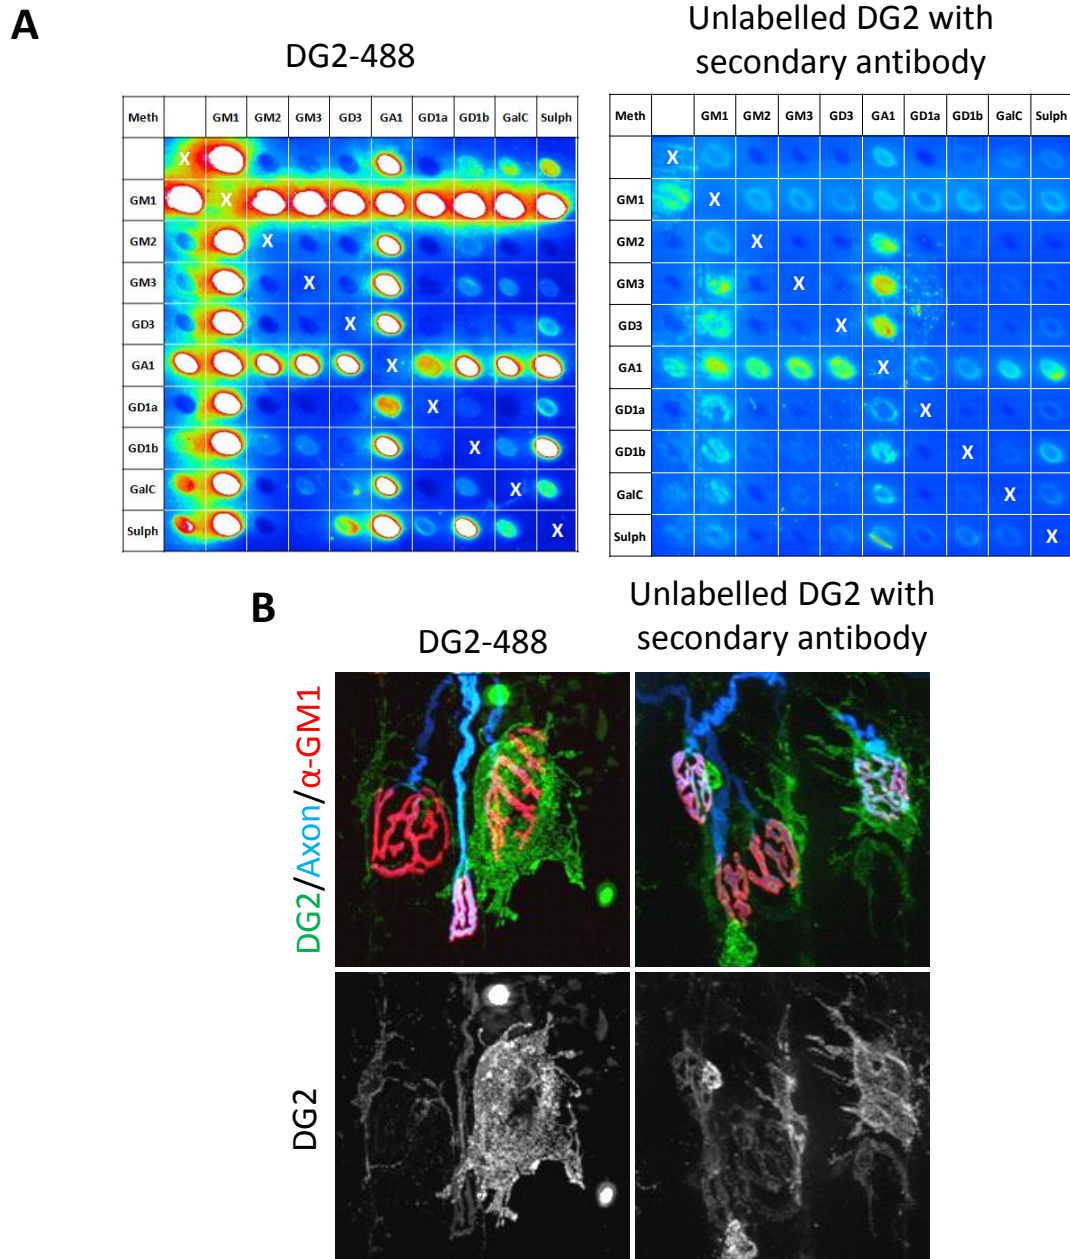 A
DG2-488
Unlabelled DG2 with
secondary antibody
Meth GM1 GM2 GM3 GD3 GA1 GD1a GD1b GalC Sulph
X
GM1 X
GM2 X
GM3 X
GD3 X
GA1 X
GD1a X
GD1b X
GalC X
Sulph X
Meth GM1 GM2 GM3 GD3 GA1 GD1a GD1b GalC Sulph
X
GM1 X
GM2 X
GM3 X
GD3 X
GA1 X
GD1a X
GD1b X
GalC X
Sulph X
B
DG2-488
Unlabelled DG2 with
secondary antibody
DG2/Axon/α-GM1
DG2